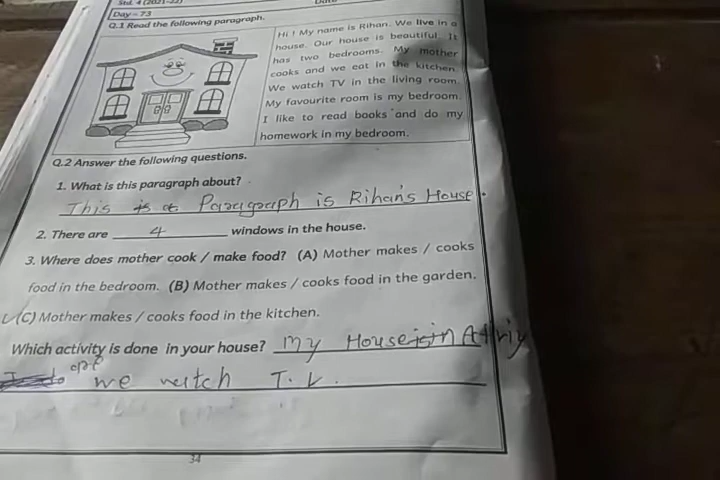 Std. 4 (2021-22)
Day - 73
Q.1 Read the following paragraph.
Hi ! My name is Rihan. We live in a
house. Our house is beautiful. It
has two bedrooms. My mother
cooks and we eat in the kitchen.
We watch TV in the living room.
My favourite room is my bedroom.
I like to read books and do my
homework in my bedroom.
Q.2 Answer the following questions.
1. What is this paragraph about?
This is a Paragraph is Rihan's House.
2. There are 4 windows in the house.
3. Where does mother cook / make food? (A) Mother makes / cooks
food in the bedroom. (B) Mother makes / cooks food in the garden.
(C) Mother makes / cooks food in the kitchen.
Which activity is done in your house? my House is in
we T.V.
34